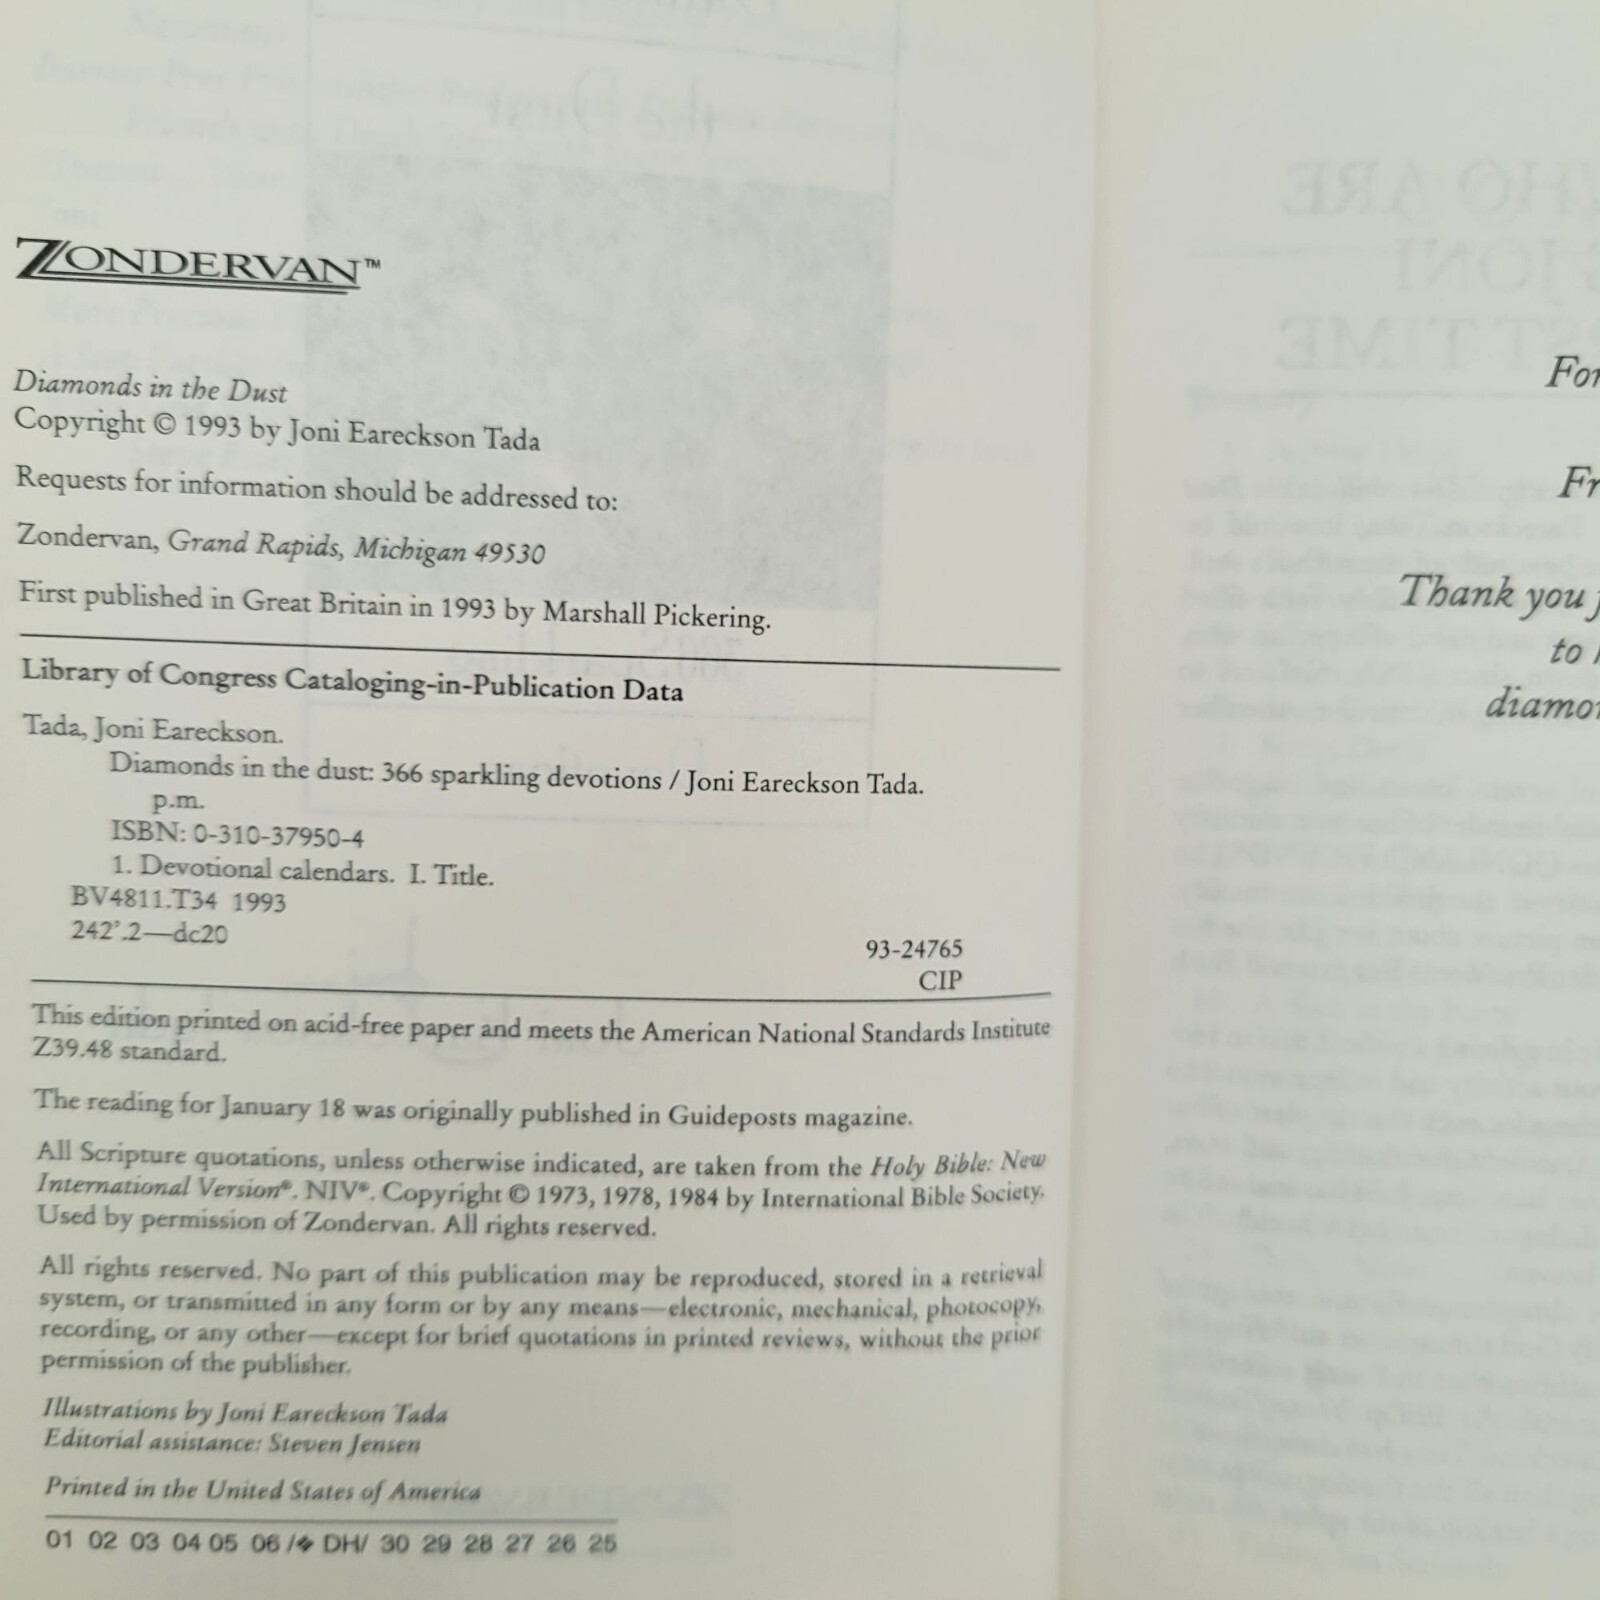 ZONDERVAN™
Diamonds in the Dust
Copyright © 1993 by Joni Eareckson Tada
Requests for information should be addressed to:
Zondervan, Grand Rapids, Michigan 49530
First published in Great Britain in 1993 by Marshall Pickering.
Library of Congress Cataloging-in-Publication Data
Tada, Joni Eareckson.
Diamonds in the dust: 366 sparkling devotions / Joni Eareckson Tada.
p.m.
ISBN: 0-310-37950-4
1. Devotional calendars. I. Title.
BV4811.T34 1993
242'.2—dc20
93-24765
CIP
This edition printed on acid-free paper and meets the American National Standards Institute
Z39.48 standard.
The reading for January 18 was originally published in Guideposts magazine.
All Scripture quotations, unless otherwise indicated, are taken from the Holy Bible: New
International Version®. NIV®. Copyright © 1973, 1978, 1984 by International Bible Society.
Used by permission of Zondervan. All rights reserved.
All rights reserved. No part of this publication may be reproduced, stored in a retrieval
system, or transmitted in any form or by any means—electronic, mechanical, photocopy,
recording, or any other—except for brief quotations in printed reviews, without the prior
permission of the publisher.
Illustrations by Joni Eareckson Tada
Editorial assistance: Steven Jensen
Printed in the United States of America
01 02 03 04 05 06 /❖ DH/ 30 29 28 27 26 25
For
Fr
Thank you
to
diamon